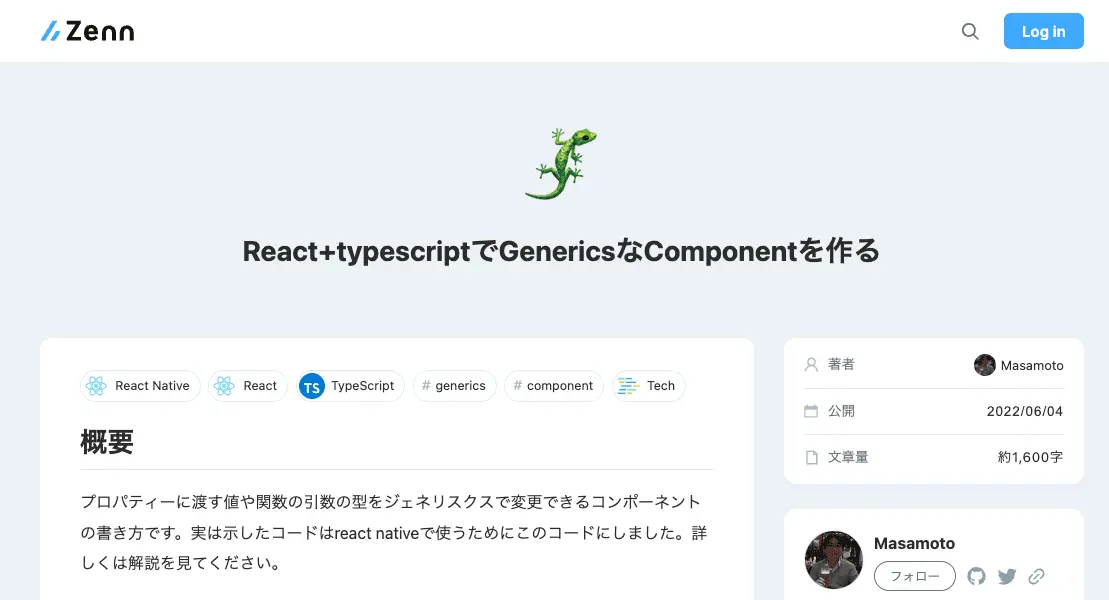 Zenn
Log in
React+typescriptでGenericsなComponentを作る
React Native
React
TS TypeScript
# generics
# component
Tech
概要
プロパティーに渡す値や関数の引数の型をジェネリスクスで変更できるコンポーネント
の書き方です。実は示したコードはreact nativeで使うためにこのコードにしました。詳
しくは解説を見てください。
著者 Masamoto
公開 2022/06/04
文章量 約1,600字
Masamoto
フォロー